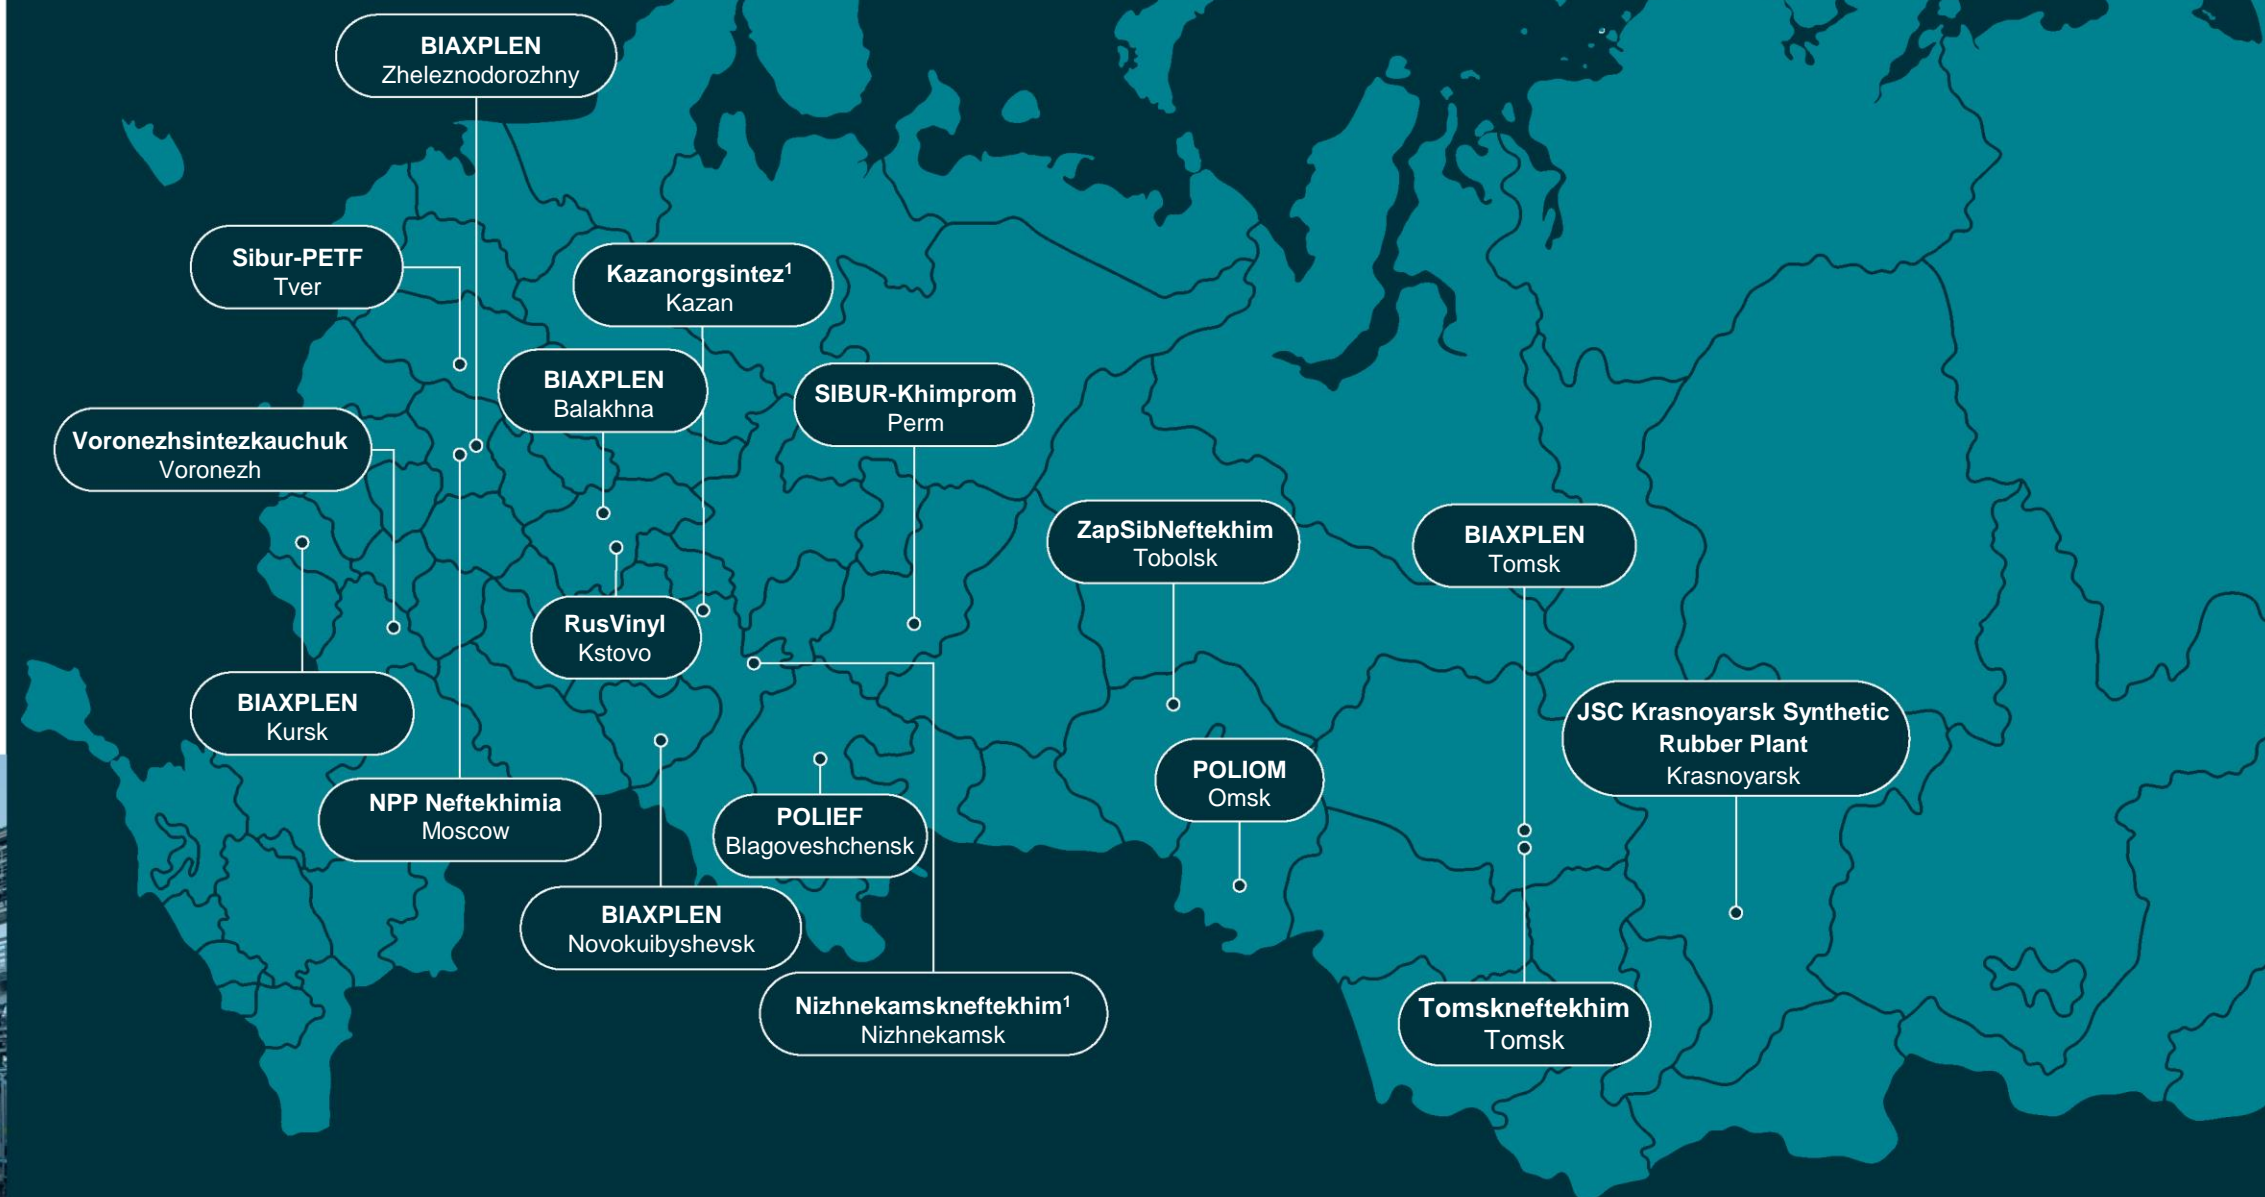 BIAXPLEN
Zheleznodorozhny
Sibur-PETF
Tver
Kazanorgsintez¹
Kazan
BIAXPLEN
Balakhna
SIBUR-Khimprom
Perm
Voronezhsintezkauchuk
Voronezh
ZapSibNeftekhim
Tobolsk
BIAXPLEN
Tomsk
RusVinyl
Kstovo
BIAXPLEN
Kursk
JSC Krasnoyarsk Synthetic
Rubber Plant
Krasnoyarsk
POLIOM
Omsk
NPP Neftekhimia
Moscow
POLIEF
Blagoveshchensk
BIAXPLEN
Novokuibyshevsk
Nizhnekamskneftekhim¹
Nizhnekamsk
Tomskneftekhim
Tomsk